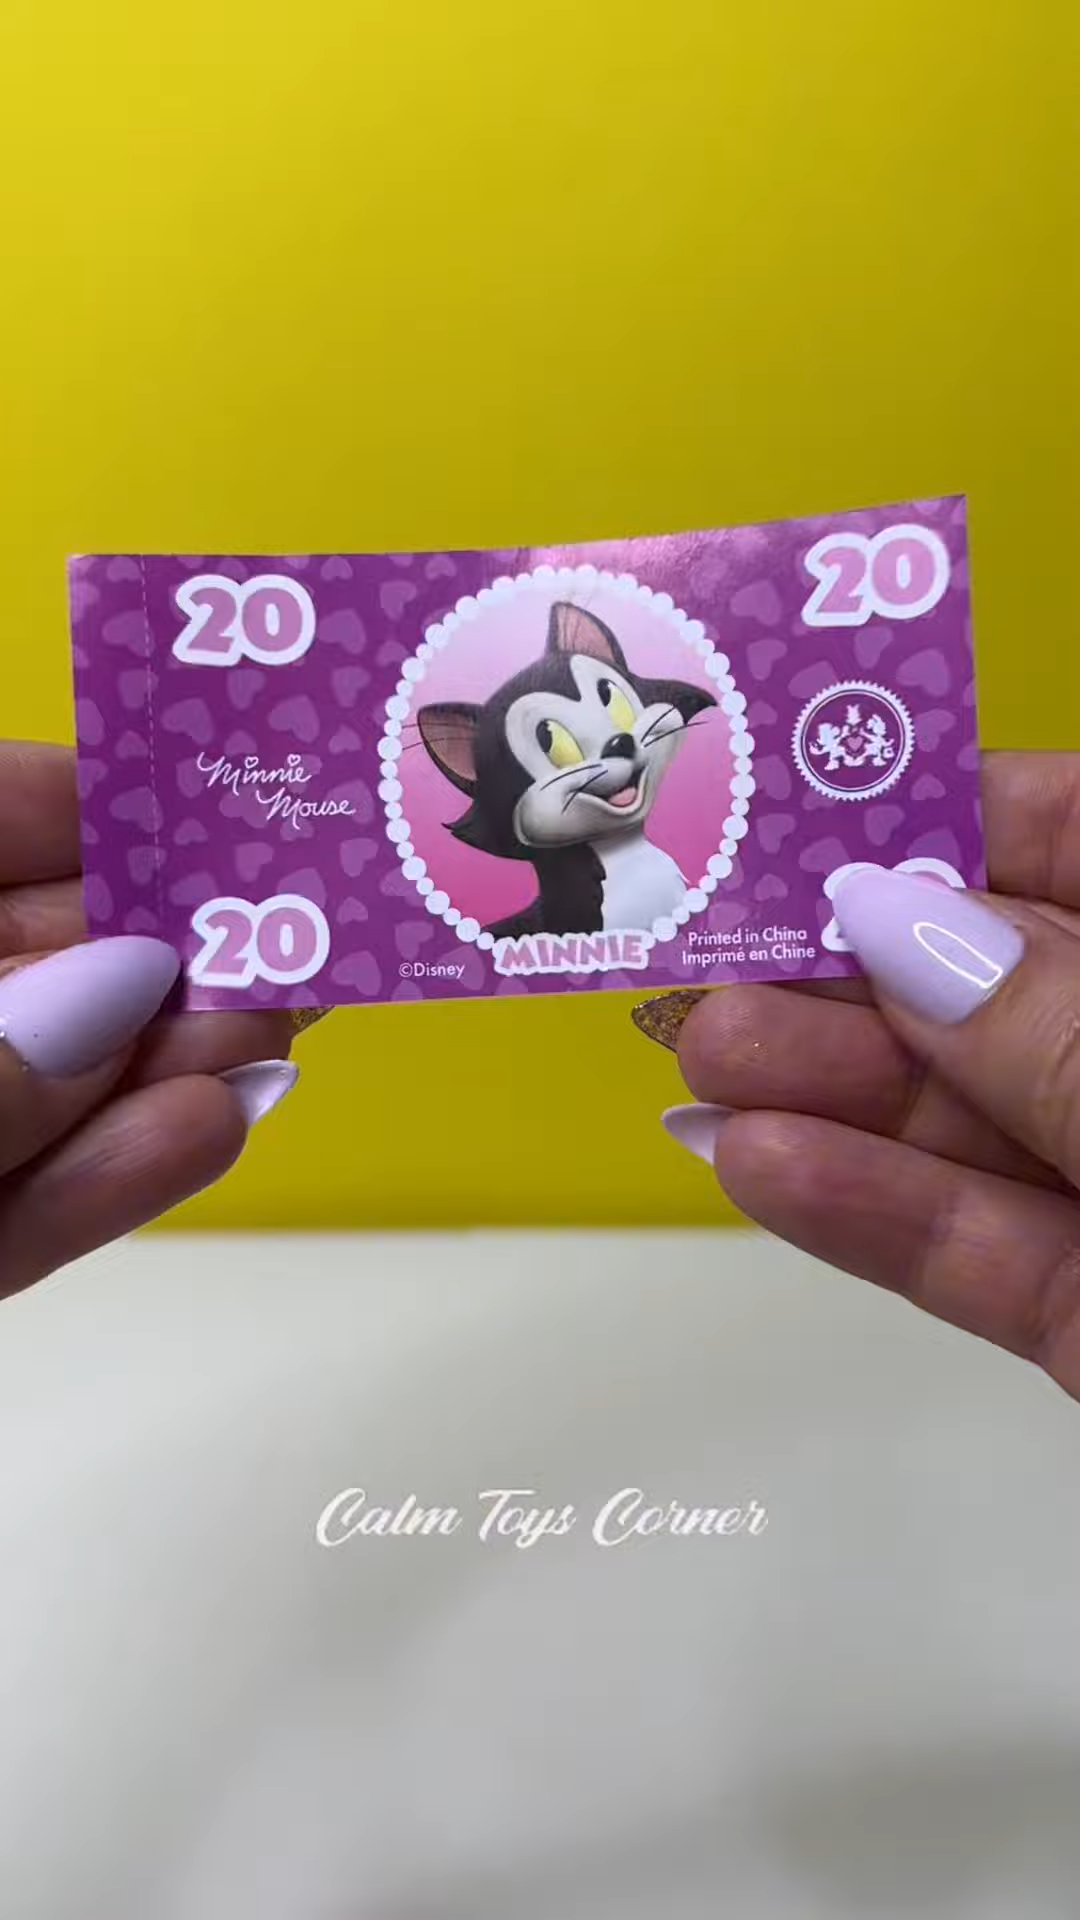 20
20
Minnie
Mouse
20
©Disney
MINNIE
Printed in China
Imprimé en Chine
Calm Toys Corner